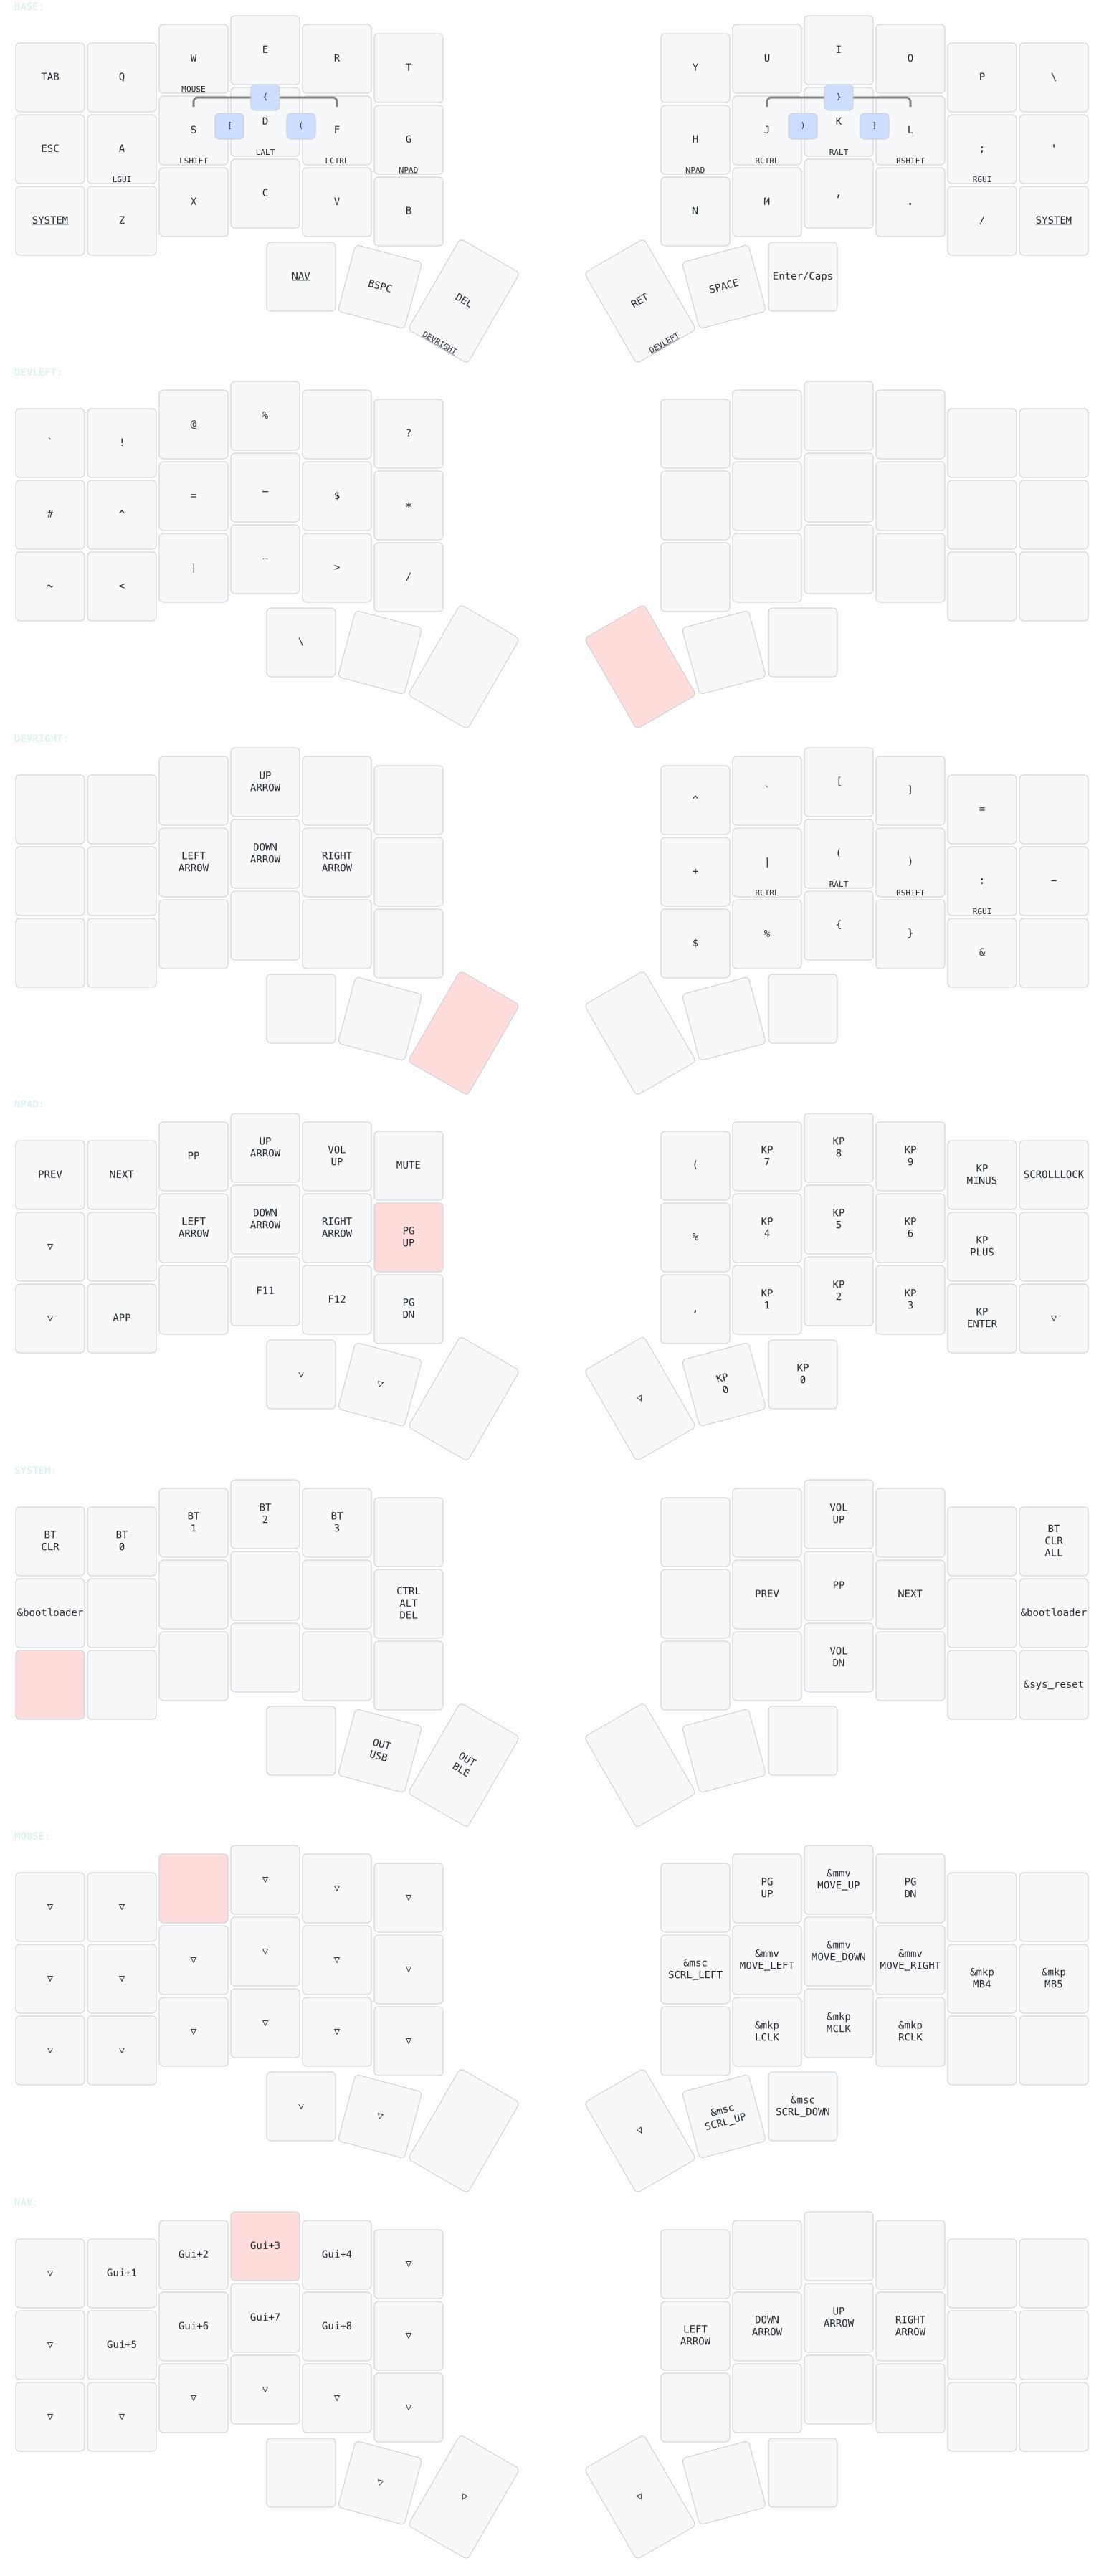 BASE:
TAB
Q
W
MOUSE
E
R
T
Y
U
I
O
P
\
{
}
ESC
A
LGUI
S
LSHIFT
[
D
LALT
(
F
LCTRL
G
NPAD
H
NPAD
J
RCTRL
)
K
RALT
]
L
RSHIFT
;
RGUI
'
SYSTEM
Z
X
C
V
B
N
M
,
.
/
SYSTEM
NAV
BSPC
DEL
DEVRIGHT
RET
DEVLEFT
SPACE
Enter/Caps
DEVLEFT:
`
!
@
%
?
#
^
=
—
$
*
~
<
|
—
>
/
\
DEVRIGHT:
UP
ARROW
^
`
[
]
=
LEFT
ARROW
DOWN
ARROW
RIGHT
ARROW
+
|
RCTRL
(
RALT
)
RSHIFT
:
RGUI
—
$
%
{
}
&
NPAD:
PREV
NEXT
PP
UP
ARROW
VOL
UP
MUTE
(
KP
7
KP
8
KP
9
KP
MINUS
SCROLLLOCK
▽
LEFT
ARROW
DOWN
ARROW
RIGHT
ARROW
PG
UP
%
KP
4
KP
5
KP
6
KP
PLUS
▽
APP
F11
F12
PG
DN
,
KP
1
KP
2
KP
3
KP
ENTER
▽
▽
▽
▽
KP
0
KP
0
SYSTEM:
BT
CLR
BT
0
BT
1
BT
2
BT
3
VOL
UP
BT
CLR
ALL
&bootloader
CTRL
ALT
DEL
PREV
PP
NEXT
&bootloader
VOL
DN
&sys_reset
OUT
USB
OUT
BLE
MOUSE:
▽
▽
▽
▽
▽
PG
UP
&mmv
MOVE_UP
PG
DN
▽
▽
▽
▽
▽
▽
&msc
SCRL_LEFT
&mmv
MOVE_LEFT
&mmv
MOVE_DOWN
&mmv
MOVE_RIGHT
&mkp
MB4
&mkp
MB5
▽
▽
▽
▽
▽
▽
&mkp
LCLK
&mkp
MCLK
&mkp
RCLK
▽
▽
▽
&msc
SCRL_UP
&msc
SCRL_DOWN
NAV:
▽
Gui+1
Gui+2
Gui+3
Gui+4
▽
▽
Gui+5
Gui+6
Gui+7
Gui+8
▽
LEFT
ARROW
DOWN
ARROW
UP
ARROW
RIGHT
ARROW
▽
▽
▽
▽
▽
▽
▽
▽
▽